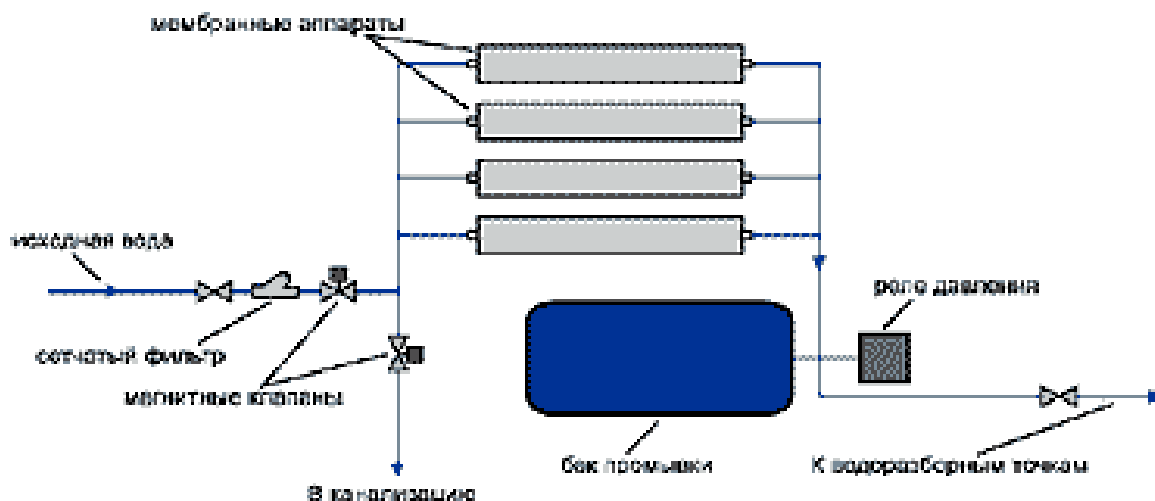 мембранные аппараты
исходная вода
реле давления
сетчатый фильтр
магнитные клапаны
бак промывки
К водоразборным точкам
В канализацию